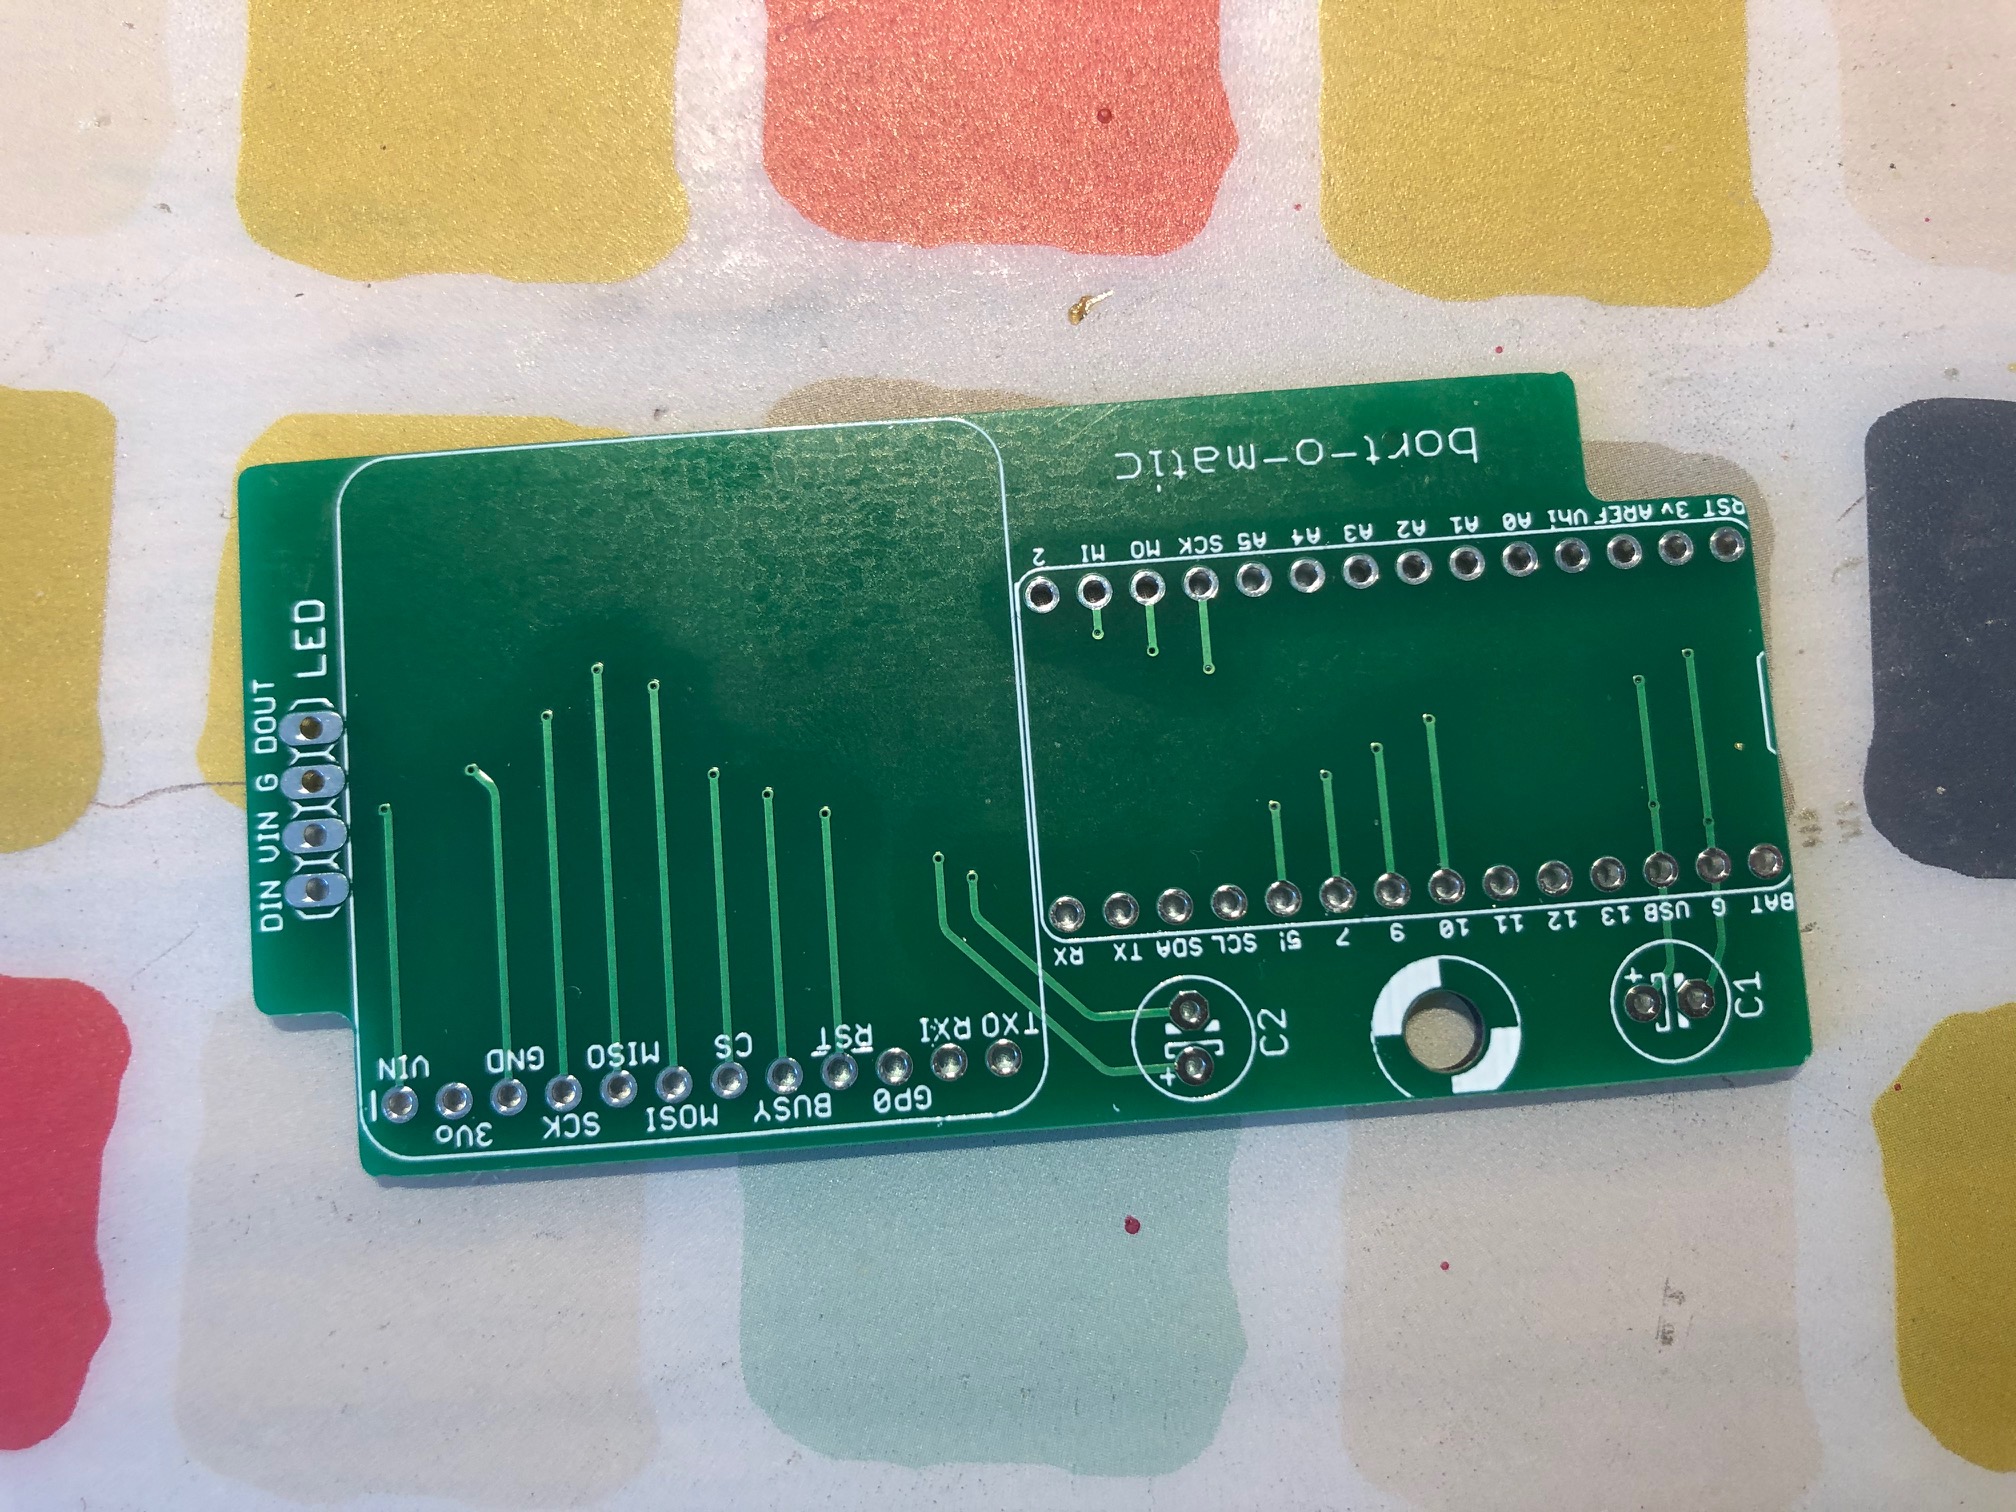 DIN VIN G DOUT
LED
1
VIN
3Vo
GND
SCK
MISO
MOSI
CS
BUSY
RST
GP0
RXI
TXO
RX
TX
SDA
SCL
5!
7
9
10
11
12
13
USB
G
BAT
2
MI
MO
SCK
A5
A4
A3
A2
A1
A0
Vhi
AREF
3v
RST
bort-o-matic
+
C2
+
C1